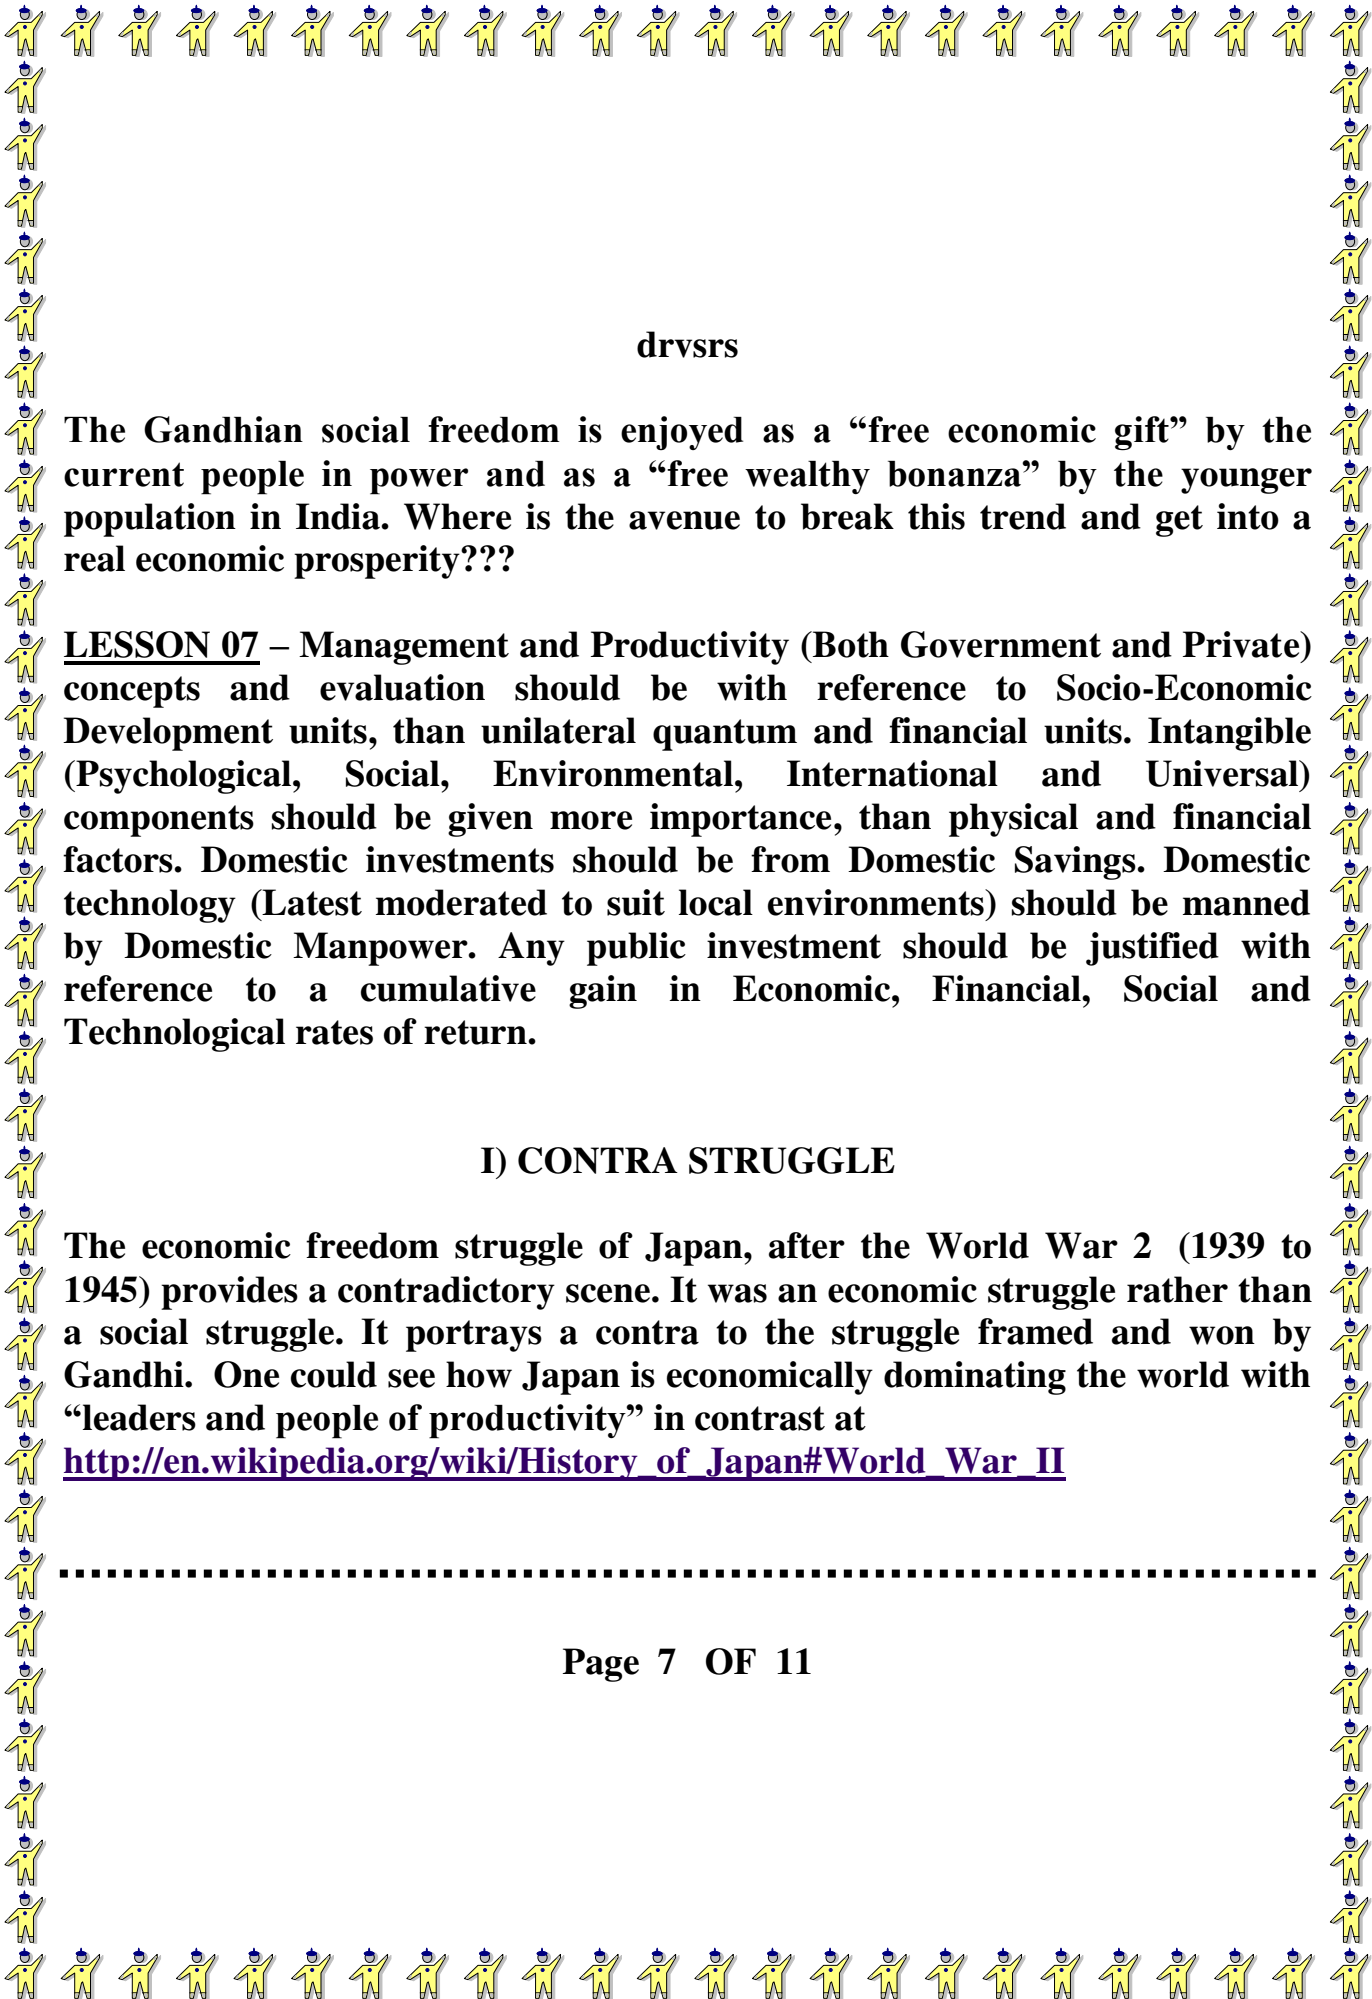 drvsrs
The Gandhian social freedom is enjoyed as a “free economic gift” by the
current people in power and as a “free wealthy bonanza” by the younger
population in India. Where is the avenue to break this trend and get into a
real economic prosperity???
LESSON 07 – Management and Productivity (Both Government and Private)
concepts and evaluation should be with reference to Socio-Economic
Development units, than unilateral quantum and financial units. Intangible
(Psychological, Social, Environmental, International and Universal)
components should be given more importance, than physical and financial
factors. Domestic investments should be from Domestic Savings. Domestic
technology (Latest moderated to suit local environments) should be manned
by Domestic Manpower. Any public investment should be justified with
reference to a cumulative gain in Economic, Financial, Social and
Technological rates of return.
I) CONTRA STRUGGLE
The economic freedom struggle of Japan, after the World War 2 (1939 to
1945) provides a contradictory scene. It was an economic struggle rather than
a social struggle. It portrays a contra to the struggle framed and won by
Gandhi. One could see how Japan is economically dominating the world with
“leaders and people of productivity” in contrast at
http://en.wikipedia.org/wiki/History_of_Japan#World_War_II
Page 7 OF 11